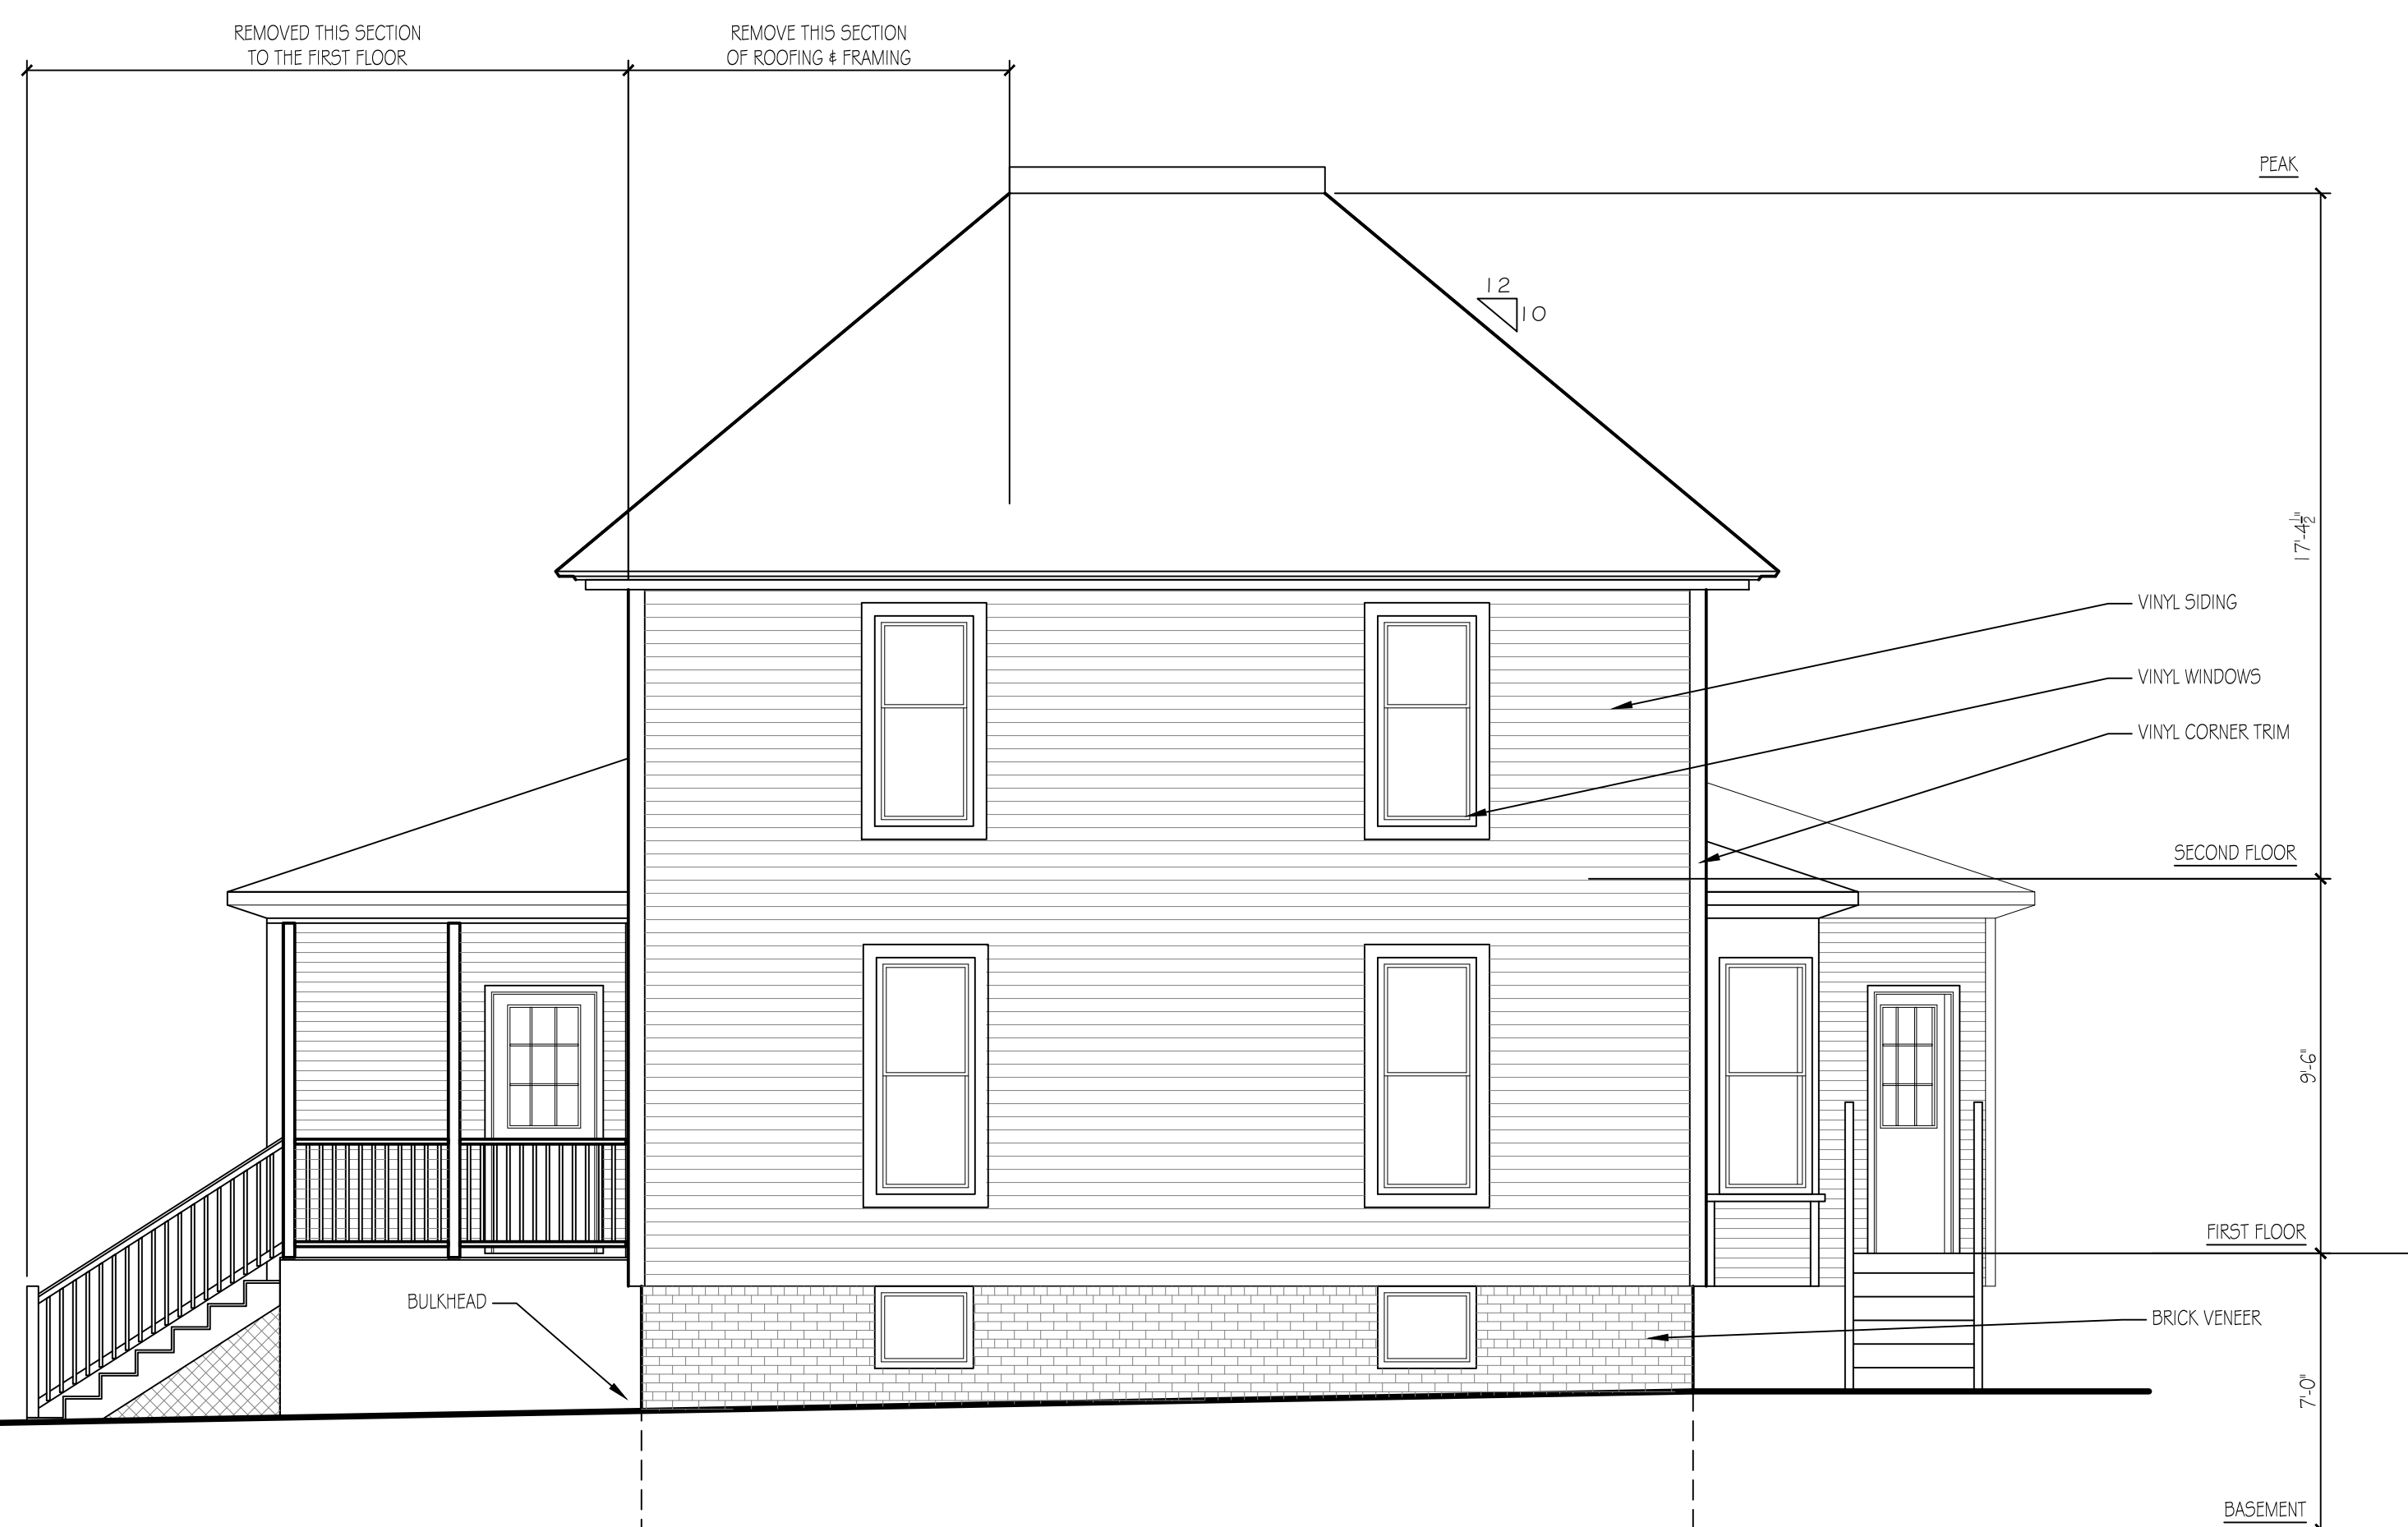 REMOVED THIS SECTION
TO THE FIRST FLOOR
REMOVE THIS SECTION
OF ROOFING & FRAMING
PEAK
12
10
17'-4½"
VINYL SIDING
VINYL WINDOWS
VINYL CORNER TRIM
SECOND FLOOR
9'-6"
FIRST FLOOR
BULKHEAD
BRICK VENEER
7'-0"
BASEMENT